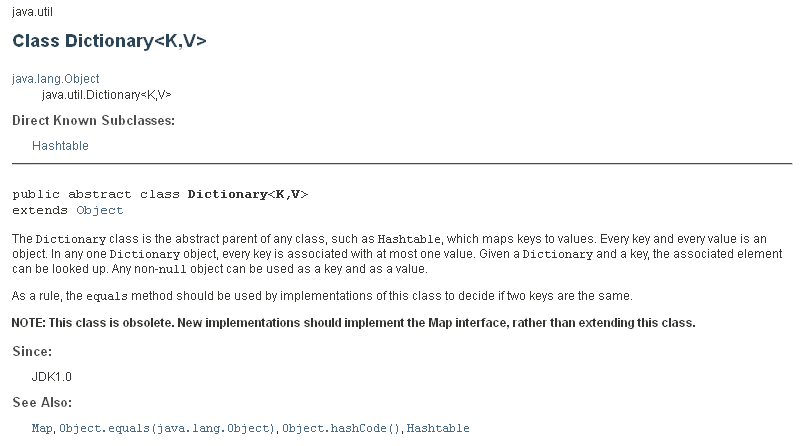 java.util
Class Dictionary<K,V>
java.lang.Object
java.util.Dictionary<K,V>
Direct Known Subclasses:
Hashtable
public abstract class Dictionary<K,V>
extends Object
The Dictionary class is the abstract parent of any class, such as Hashtable, which maps keys to values. Every key and every value is an
object. In any one Dictionary object, every key is associated with at most one value. Given a Dictionary and a key, the associated element
can be looked up. Any non-null object can be used as a key and as a value.
As a rule, the equals method should be used by implementations of this class to decide if two keys are the same.
NOTE: This class is obsolete. New implementations should implement the Map interface, rather than extending this class.
Since:
JDK1.0
See Also:
Map, Object.equals(java.lang.Object), Object.hashCode(), Hashtable